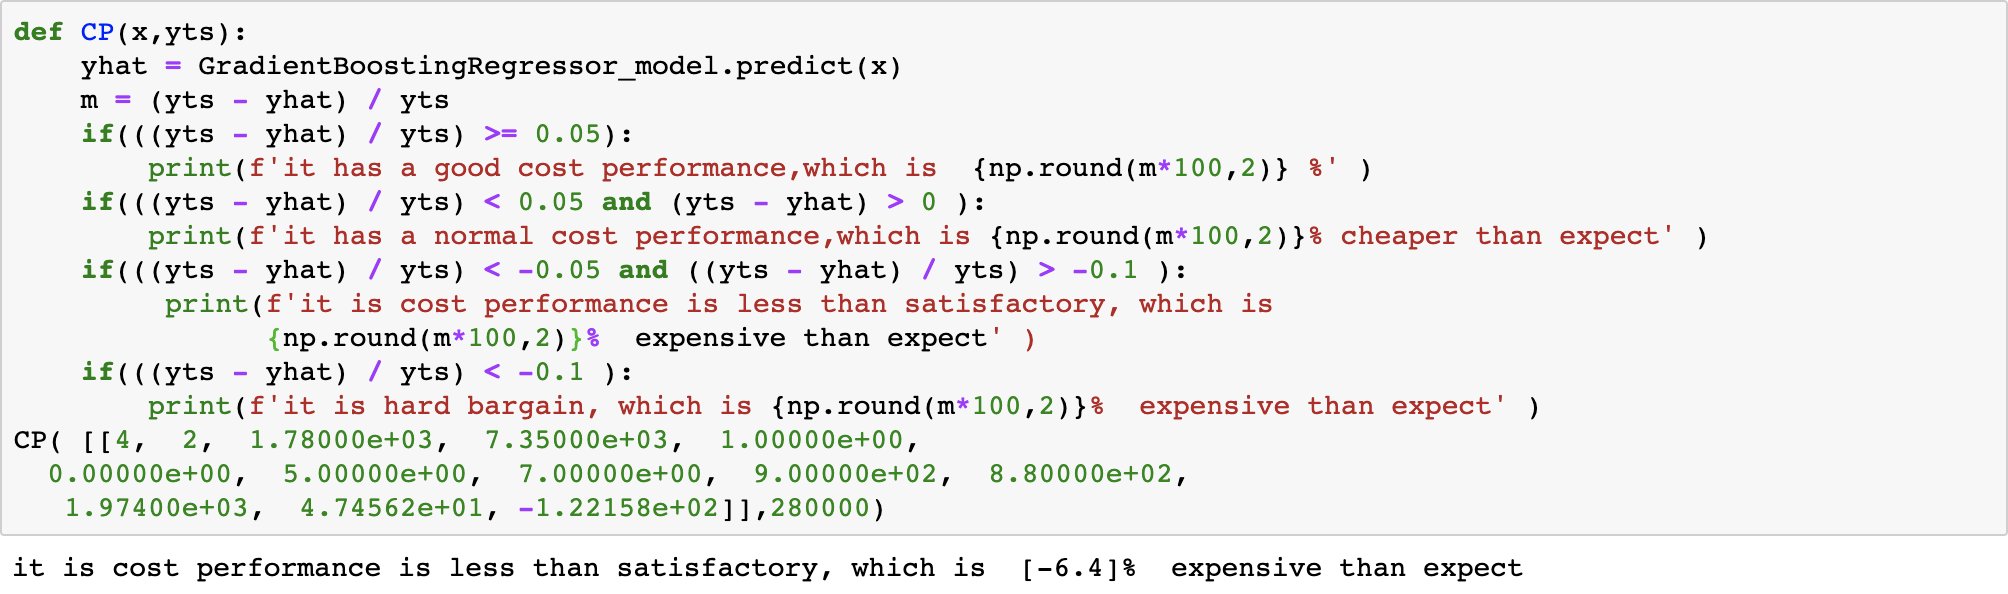 def CP(x,yts):
    yhat = GradientBoostingRegressor_model.predict(x)
    m = (yts - yhat) / yts
    if(((yts - yhat) / yts) >= 0.05):
        print(f'it has a good cost performance,which is  {np.round(m*100,2)} %' )
    if(((yts - yhat) / yts) < 0.05 and (yts - yhat) > 0 ):
        print(f'it has a normal cost performance,which is {np.round(m*100,2)}% cheaper than expect' )
    if(((yts - yhat) / yts) < -0.05 and ((yts - yhat) / yts) > -0.1 ):
         print(f'it is cost performance is less than satisfactory, which is
               {np.round(m*100,2)}%  expensive than expect' )
    if(((yts - yhat) / yts) < -0.1 ):
        print(f'it is hard bargain, which is {np.round(m*100,2)}%  expensive than expect' )
CP( [[4,  2,  1.78000e+03,  7.35000e+03,  1.00000e+00,
  0.00000e+00,  5.00000e+00,  7.00000e+00,  9.00000e+02,  8.80000e+02,
   1.97400e+03,  4.74562e+01, -1.22158e+02]],280000)
it is cost performance is less than satisfactory, which is  [-6.4]%  expensive than expect